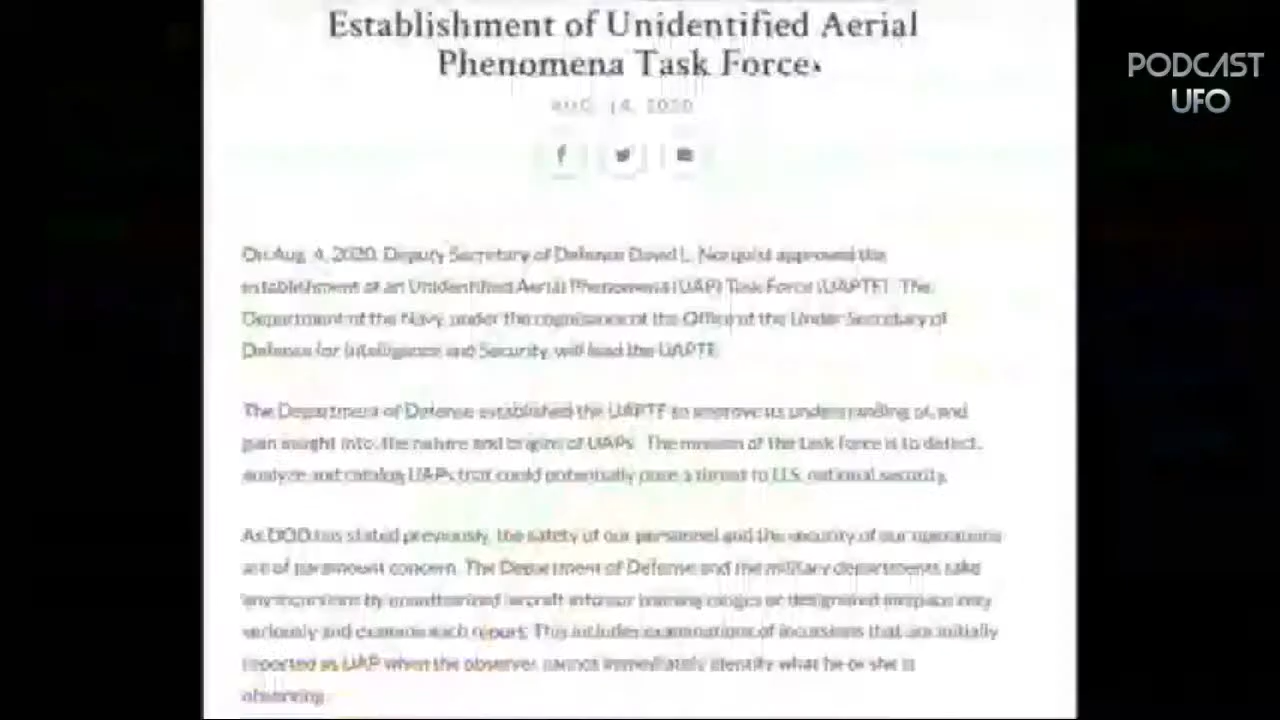 Establishment of Unidentified Aerial
Phenomena Task Force
PODCAST
UFO
AUG. 14, 2020
On Aug. 4, 2020, Deputy Secretary of Defense David L. Norquist approved the
establishment of an Unidentified Aerial Phenomena (UAP) Task Force (UAPTF). The
Department of the Navy, under the cognizance of the Office of the Under Secretary of
Defense for Intelligence and Security, will lead the UAPTF.
The Department of Defense established the UAPTF to improve its understanding of, and
gain insight into, the nature and origins of UAPs. The mission of the task force is to detect,
analyze and catalog UAPs that could potentially pose a threat to U.S. national security.
As DOD has stated previously, the safety of our personnel and the security of our operations
are of paramount concern. The Department of Defense and the military departments take
any incursions by unauthorized aircraft into our training ranges or designated airspace very
seriously and examine each report. This includes examinations of incursions that are initially
reported as UAP when the observer cannot immediately identify what he or she is
observing.